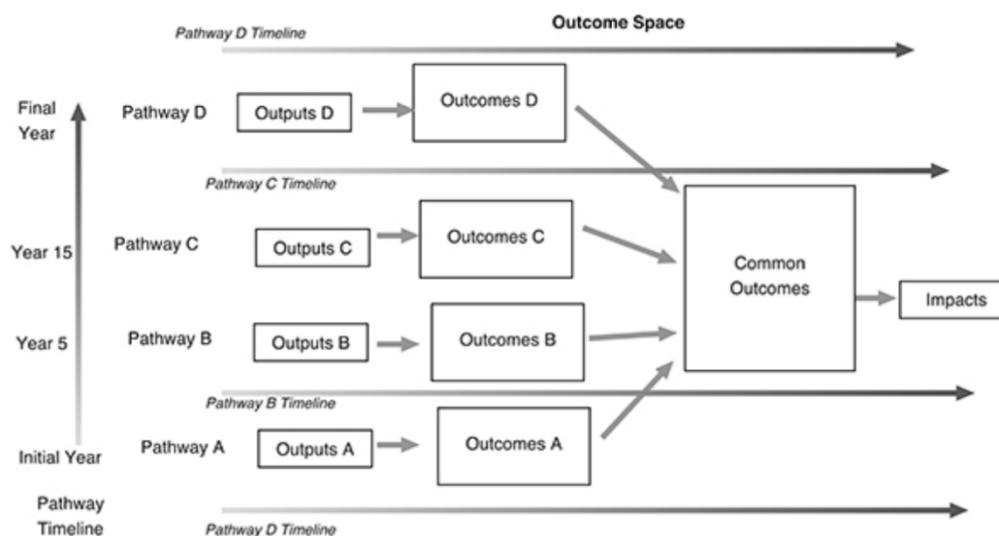 Outcome Space
Pathway D Timeline
Final
Year
Pathway D
Outputs D
Outcomes D
Pathway C Timeline
Year 15
Pathway C
Outputs C
Outcomes C
Common
Outcomes
Impacts
Year 5
Pathway B
Outputs B
Outcomes B
Pathway B Timeline
Initial Year
Pathway A
Outputs A
Outcomes A
Pathway
Timeline
Pathway D Timeline